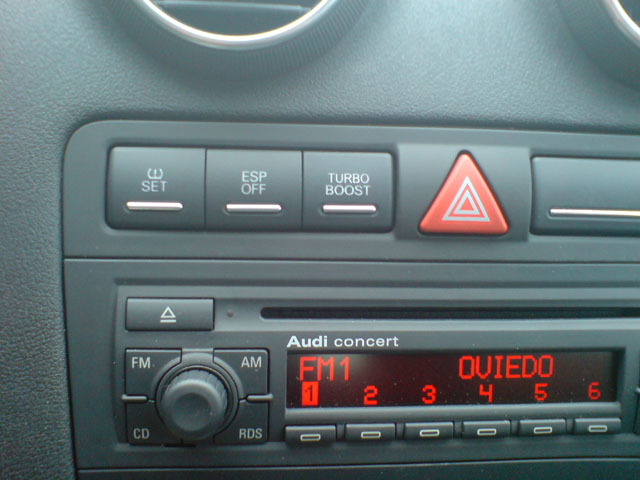 SET
ESP
OFF
TURBO
BOOST
Audi concert
FM AM
FM1 OVIEDO
1 2 3 4 5 6
CD RDS